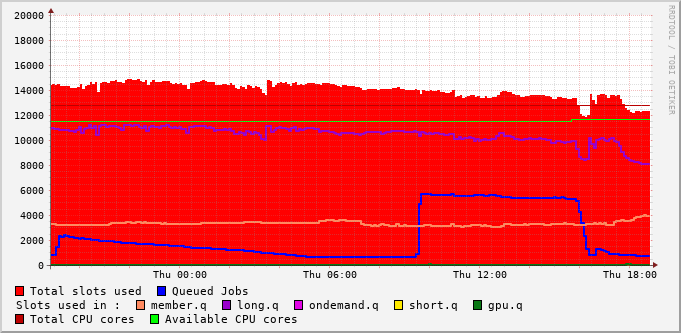 20000
18000
16000
14000
12000
10000
8000
6000
4000
2000
0
Thu 00:00 Thu 06:00 Thu 12:00 Thu 18:00
Total slots used Queued Jobs
Slots used in : member.q long.q ondemand.q short.q gpu.q
Total CPU cores Available CPU cores
RRDTOOL / TOBI OETIKER